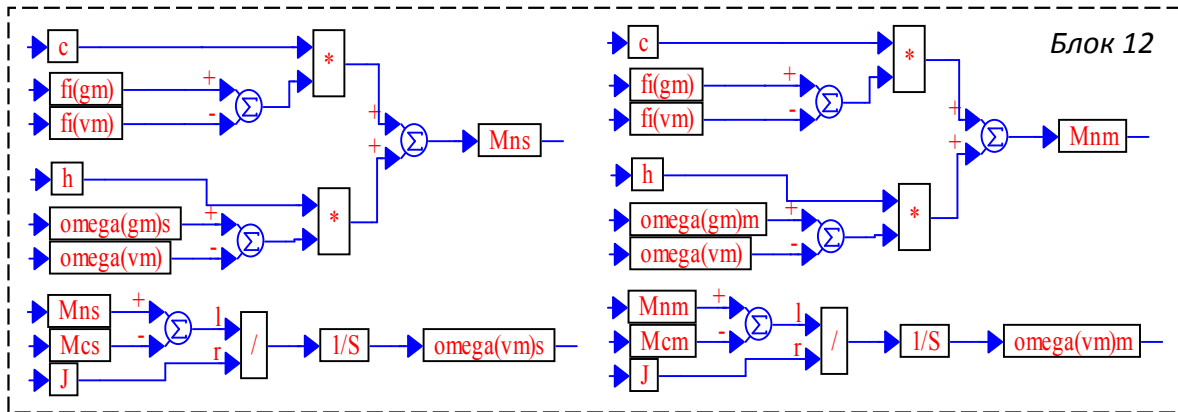 Блок 12
c
*
fi(gm)
+
fi(vm)
-
+
Σ
Σ
Mns
+
h
*
omega(gm)s
+
Σ
omega(vm)
-
Mns
+
Σ
l
Mcs
-
/
1/S
omega(vm)s
r
J
c
*
fi(gm)
+
fi(vm)
-
+
Σ
Σ
Mnm
+
h
*
omega(gm)m
+
Σ
omega(vm)
-
Mnm
+
Σ
l
Mcm
-
/
1/S
omega(vm)m
r
J